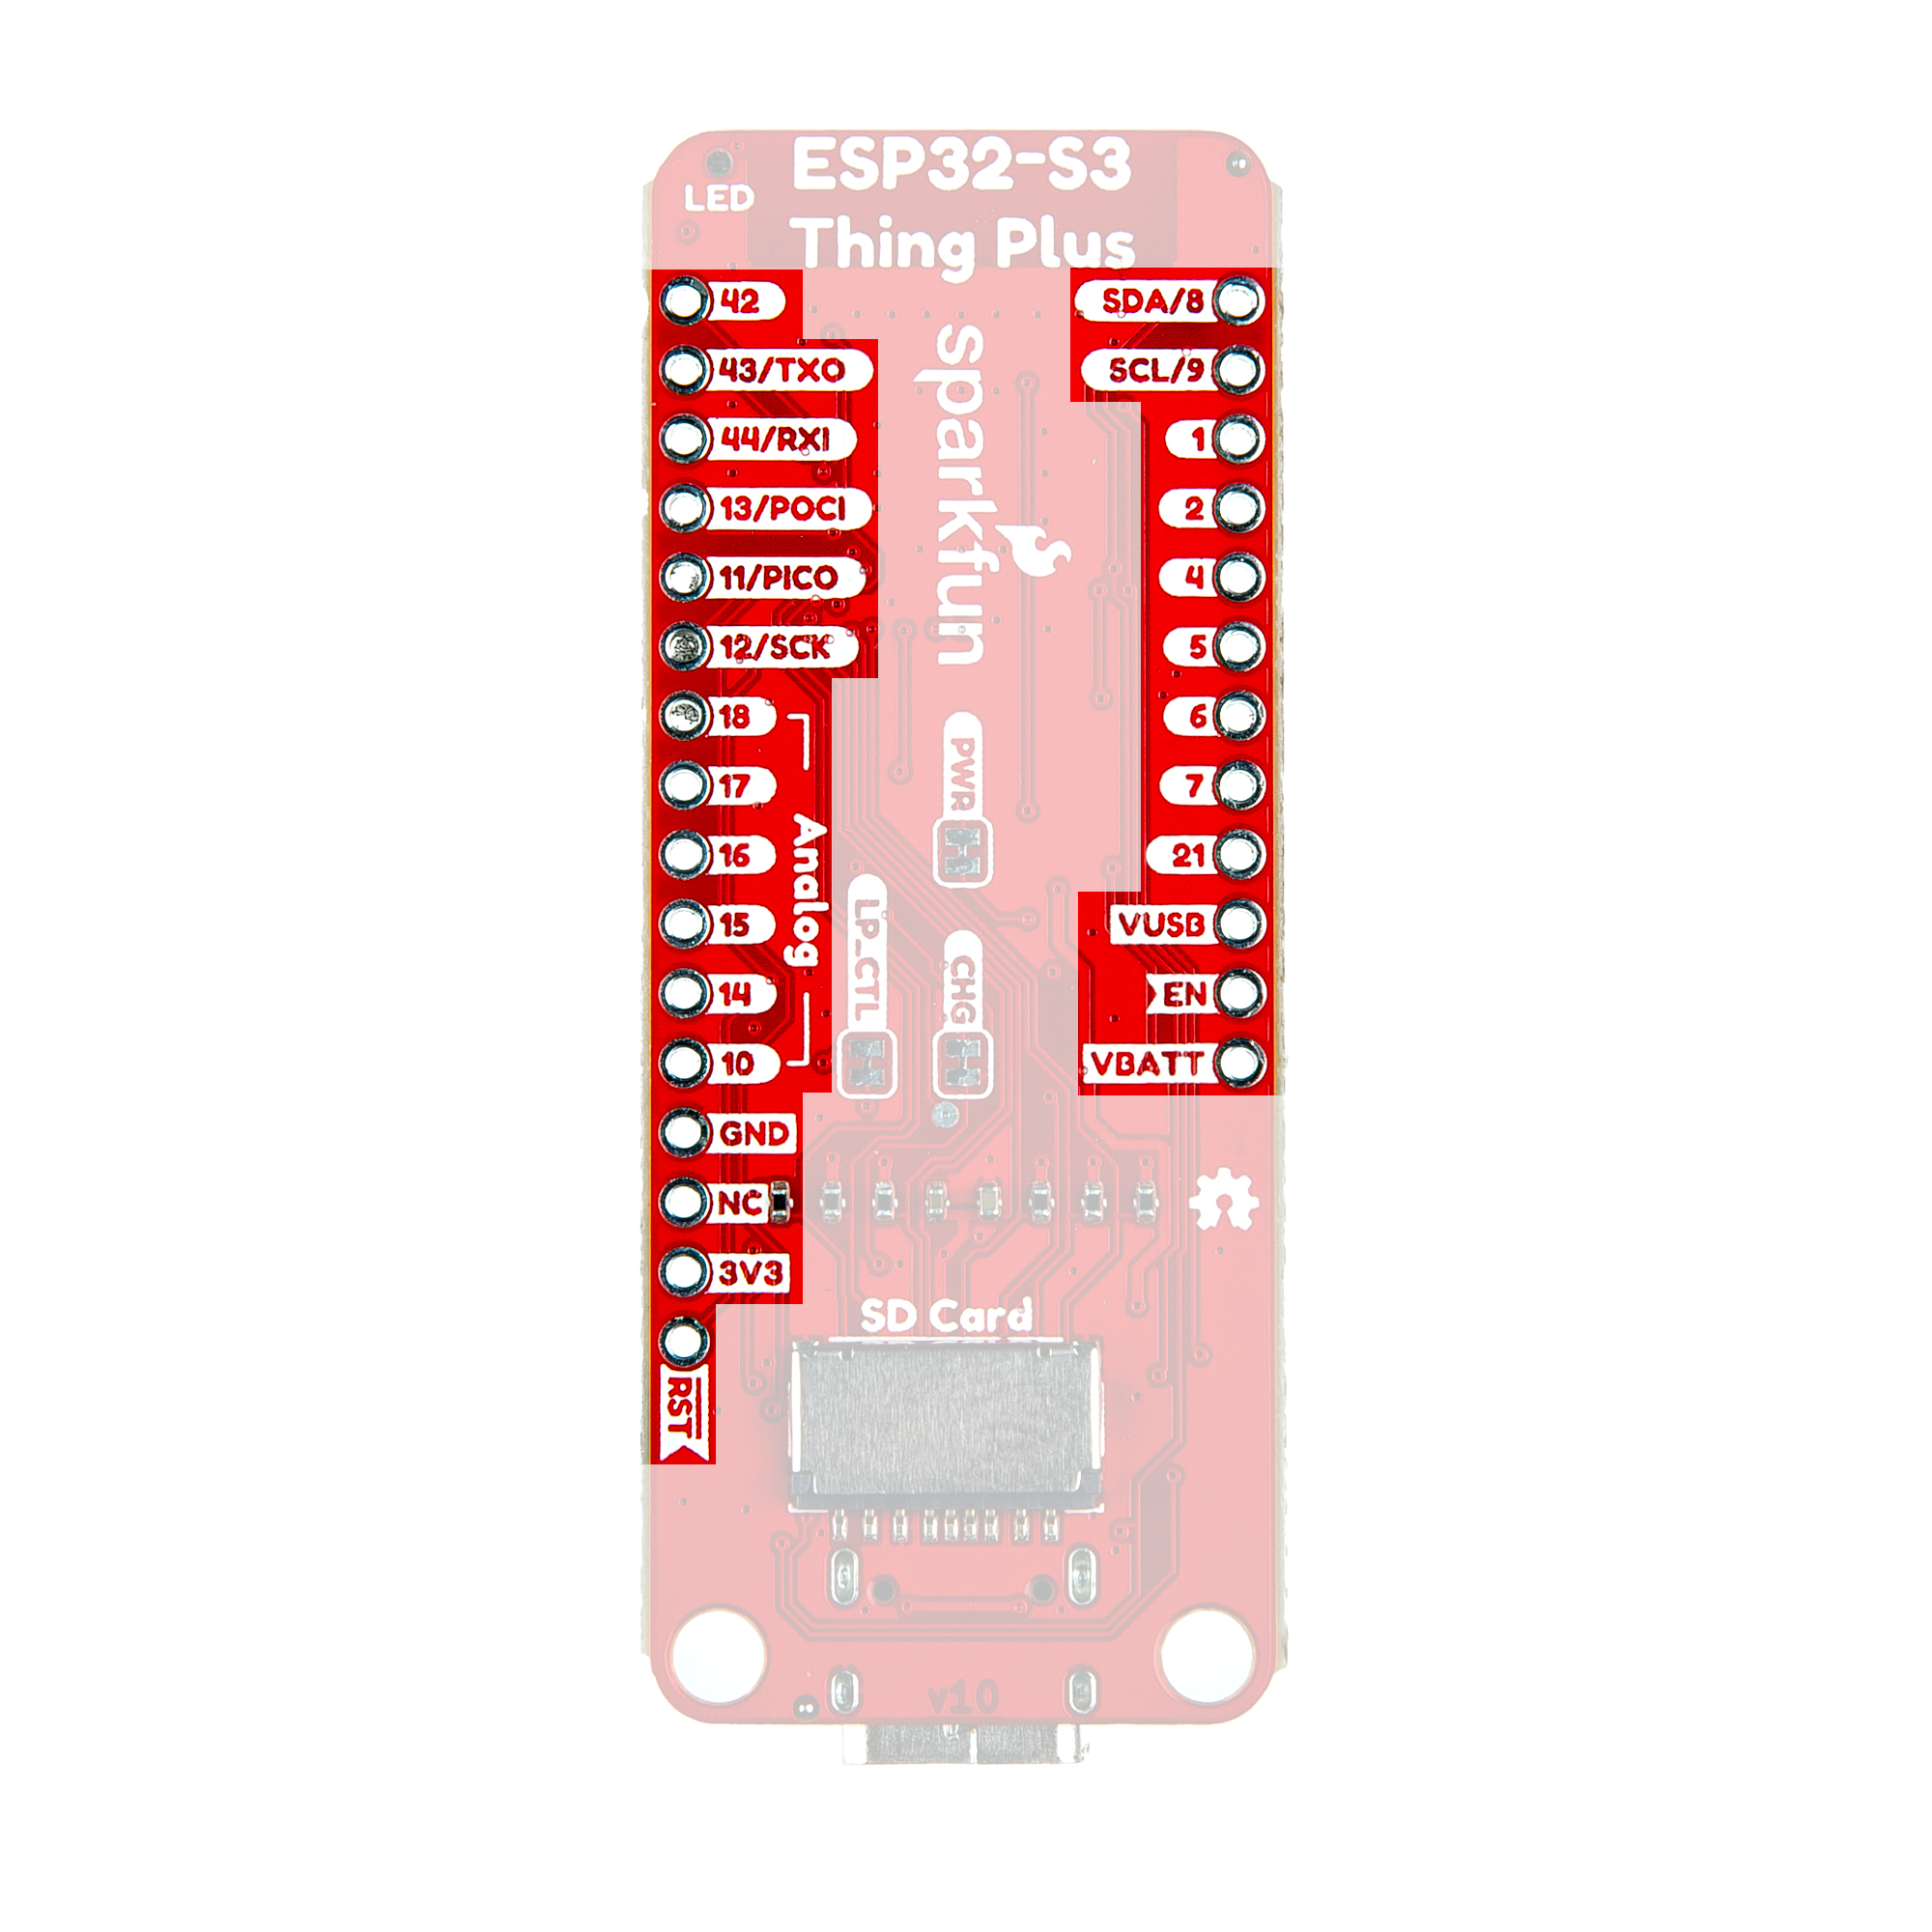 ESP32-S3
Thing Plus
LED
sparkfun
42
43/TXO
44/RXI
13/POCI
11/PICO
12/SCK
18
17
16
15
14
10
Analog
GND
NC
3V3
RST
SDA/8
SCL/9
1
2
4
5
6
7
21
VUSB
EN
VBATT
PWR
LP_CTL
CHG
SD Card
v10